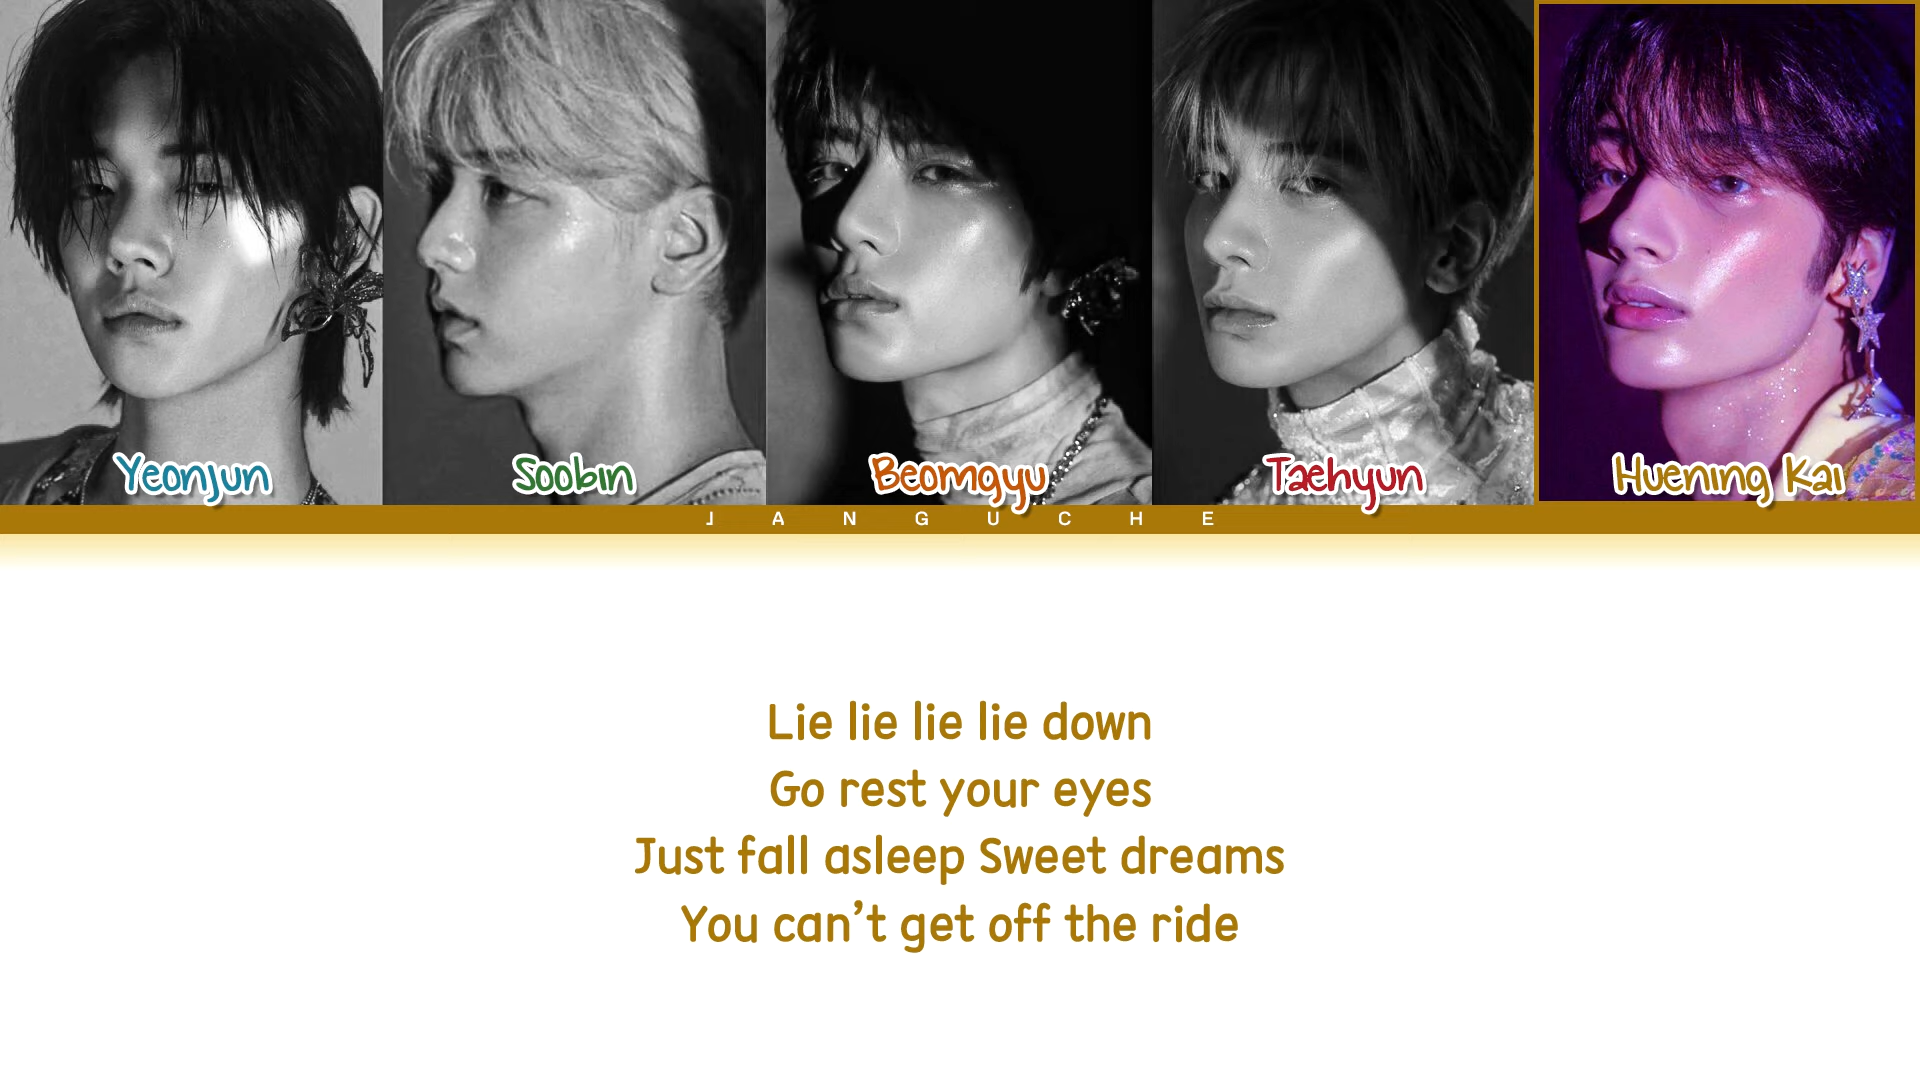 Yeonjun Soobin Beomgyu Taehyun Huening Kai
JANGUCHE
Lie lie lie lie down
Go rest your eyes
Just fall asleep Sweet dreams
You can’t get off the ride